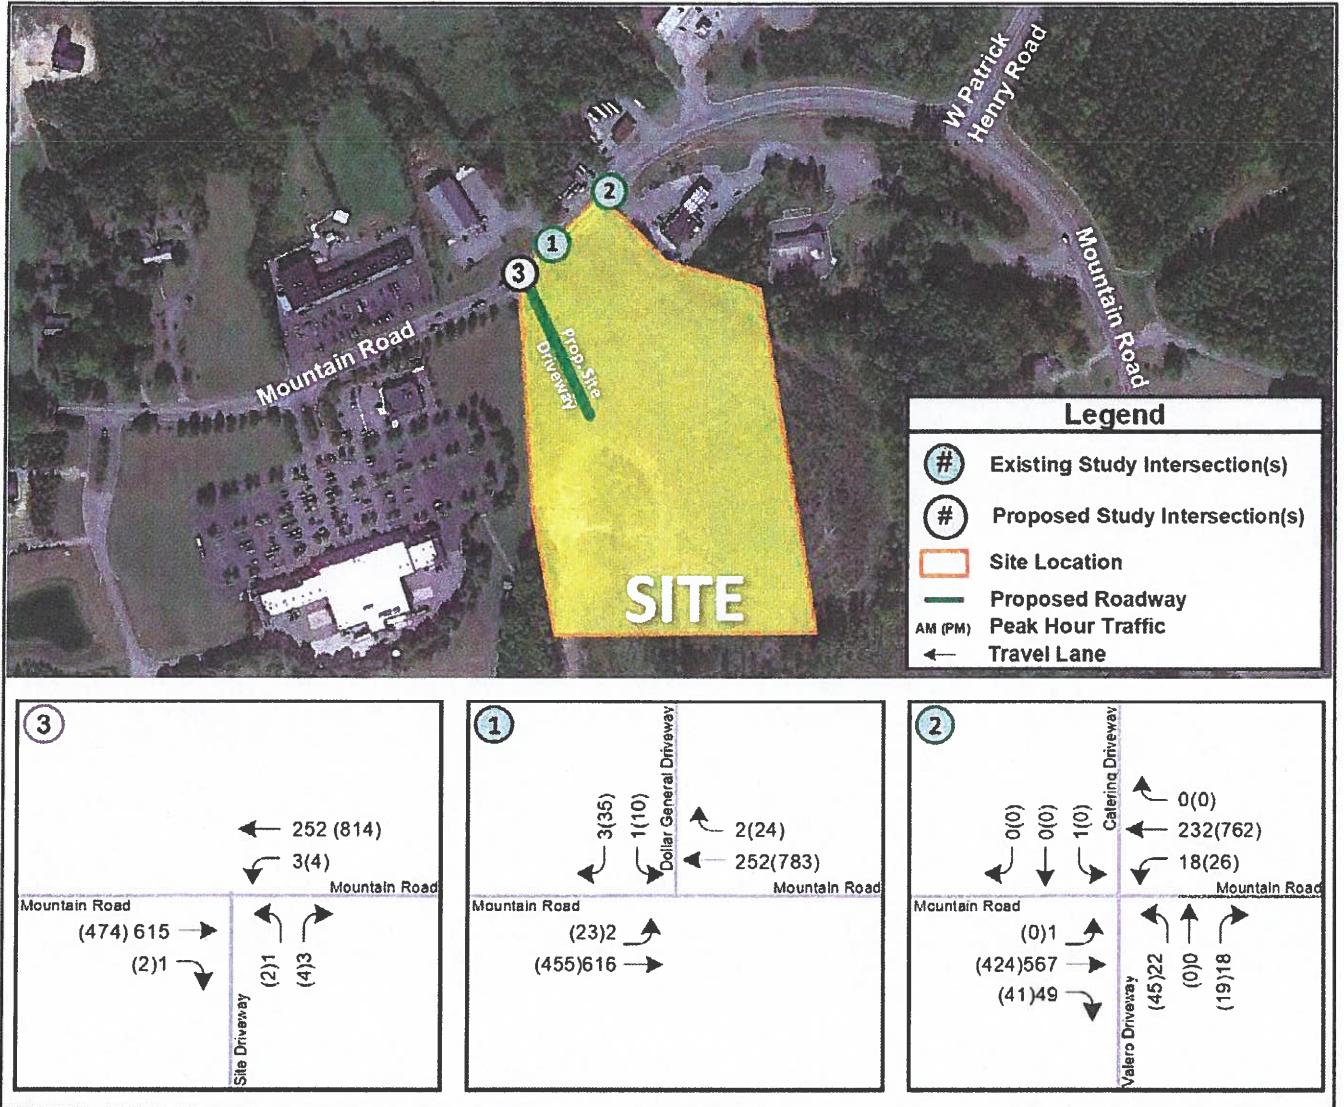 W.Patrick
Henry Road
2
1
3
Prop. Site
Driveway
Mountain Road
Mountain Road
SITE
Legend
# Existing Study Intersection(s)
# Proposed Study Intersection(s)
Site Location
Proposed Roadway
AM (PM) Peak Hour Traffic
Travel Lane
3
252 (814)
3(4)
Mountain Road
Mountain Road
(474) 615
(2)1
(2)1
(4)3
Site Driveway
1
3(35)
1(10)
Dollar General Driveway
2(24)
252(783)
Mountain Road
Mountain Road
(23)2
(455)616
2
0(0)
0(0)
1(0)
Catering Driveway
0(0)
232(762)
18(26)
Mountain Road
Mountain Road
(0)1
(424)567
(41)49
(45)22
(0)0
(19)18
Valero Driveway